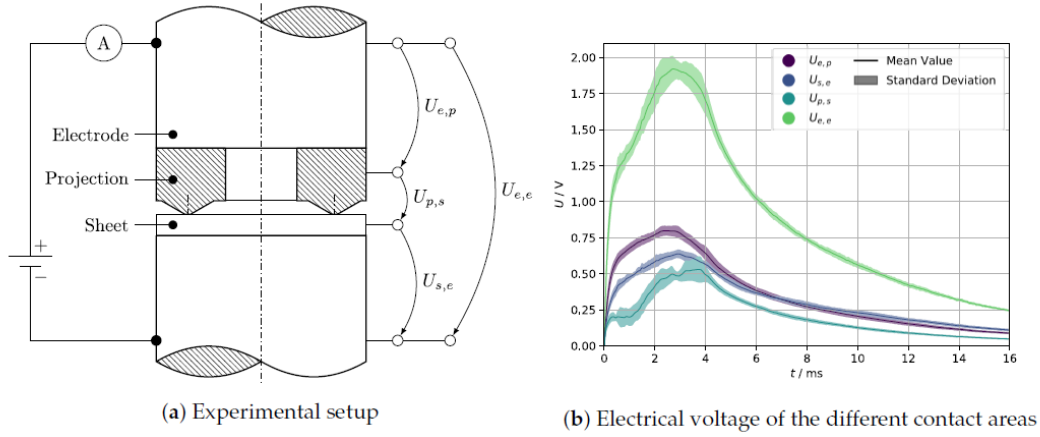 A
Electrode
Projection
Sheet
+
−
U_{e,p}
U_{p,s}
U_{s,e}
U_{e,e}
(a) Experimental setup
U / V
2.00
1.75
1.50
1.25
1.00
0.75
0.50
0.25
0.00
0 2 4 6 8 10 12 14 16
t / ms
U_{e,p}
U_{s,e}
U_{p,s}
U_{e,e}
Mean Value
Standard Deviation
(b) Electrical voltage of the different contact areas